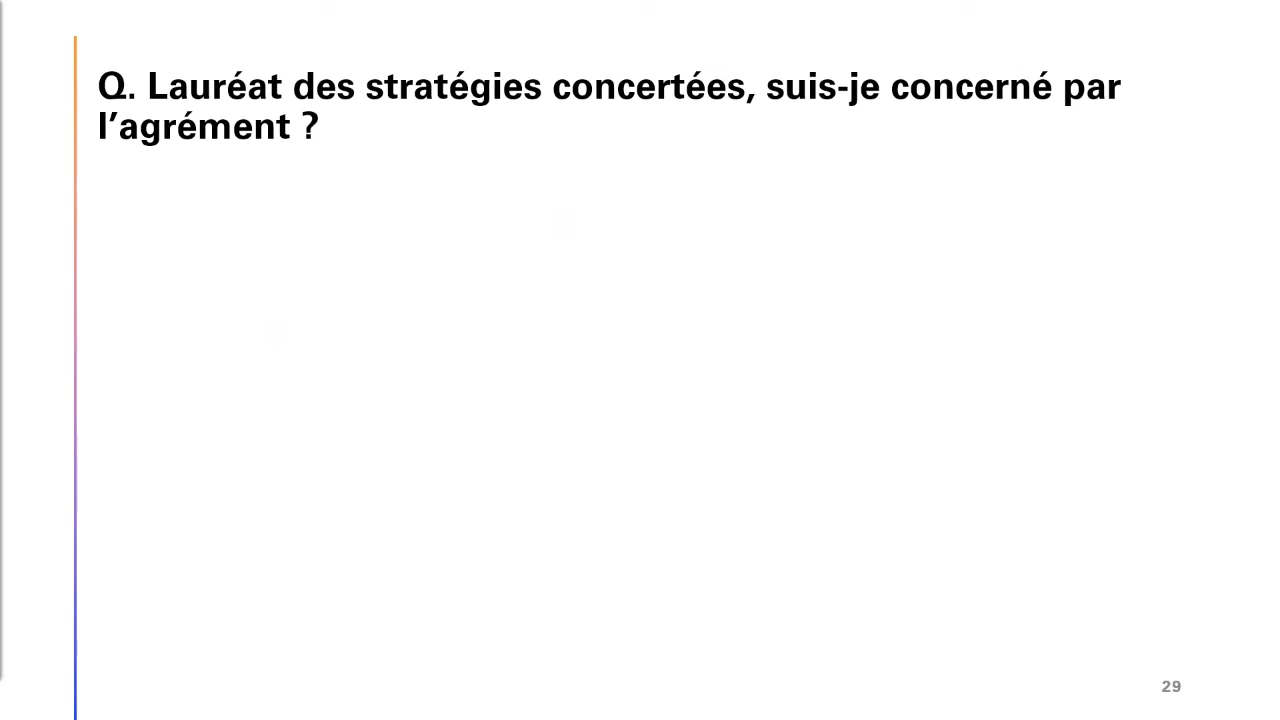 Q. Lauréat des stratégies concertées, suis-je concerné par
l’agrément ?
29